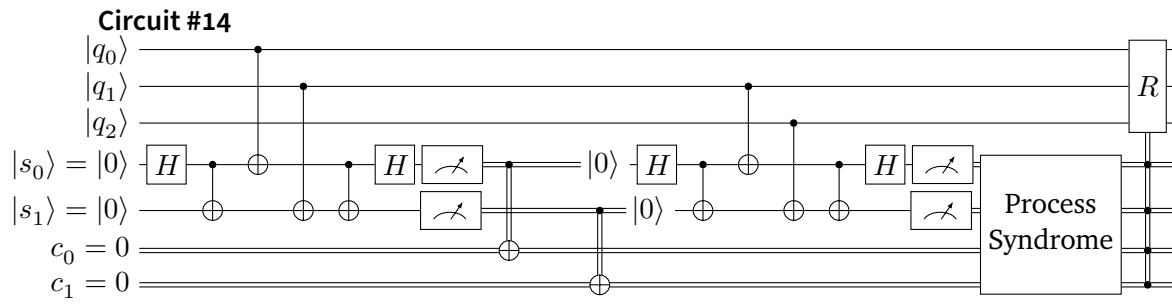 Circuit #14
|q₀⟩
|q₁⟩
R
|q₂⟩
|s₀⟩ = |0⟩ H H |0⟩ H H
|s₁⟩ = |0⟩ |0⟩
Process
Syndrome
c₀ = 0
c₁ = 0